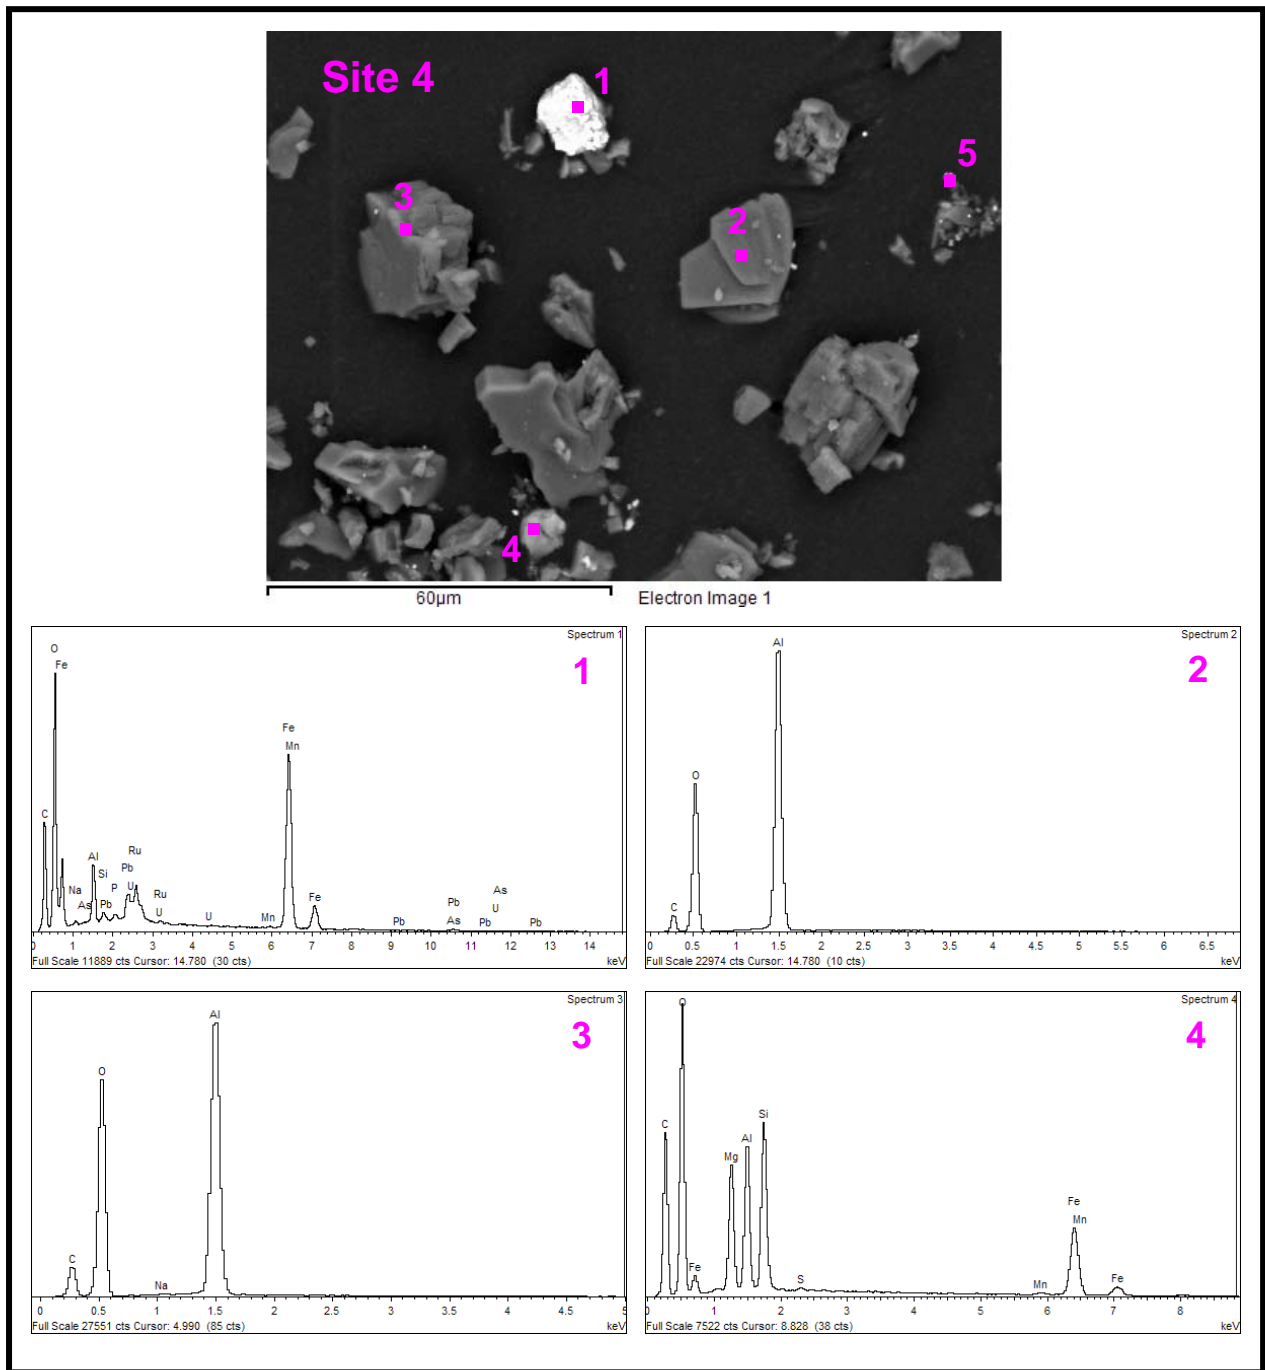 Site 4
1
5
3
2
4
60µm
Electron Image 1
Spectrum 1
1
O
Fe
Fe
Mn
C
Ru
Al
Pb
Si
Na
P
U
Ru
As
Pb
Fe
U
U
Mn
Pb
As
U
Pb
As
Pb
Pb
0 1 2 3 4 5 6 7 8 9 10 11 12 13 14
Full Scale 11889 cts Cursor: 14.780 (30 cts)
keV
Spectrum 2
2
Al
O
C
0 0.5 1 1.5 2 2.5 3 3.5 4 4.5 5 5.5 6 6.5
Full Scale 22974 cts Cursor: 14.780 (10 cts)
keV
Spectrum 3
3
Al
O
C
Na
0 0.5 1 1.5 2 2.5 3 3.5 4 4.5 5
Full Scale 27551 cts Cursor: 4.990 (85 cts)
keV
Spectrum 4
4
O
Si
C
Al
Mg
Fe
Mn
Fe
S
Mn
Fe
0 1 2 3 4 5 6 7 8
Full Scale 7522 cts Cursor: 8.828 (38 cts)
keV